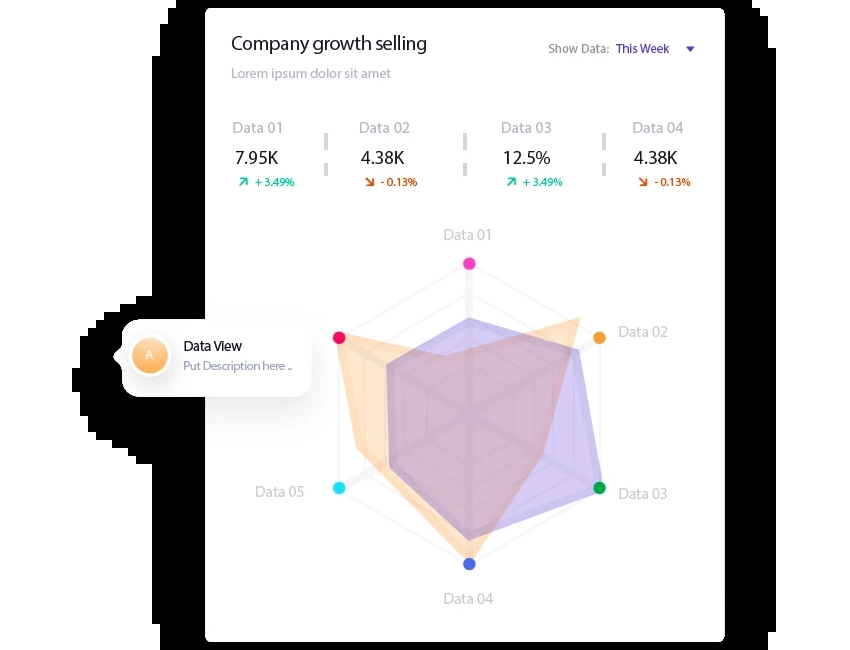 Company growth selling
Show Data: This Week
Lorem ipsum dolor sit amet
Data 01
Data 02
Data 03
Data 04
7.95K
4.38K
12.5%
4.38K
+ 3.49%
- 0.13%
+ 3.49%
- 0.13%
Data 01
Data 02
A
Data View
Put Description here ..
Data 05
Data 03
Data 04